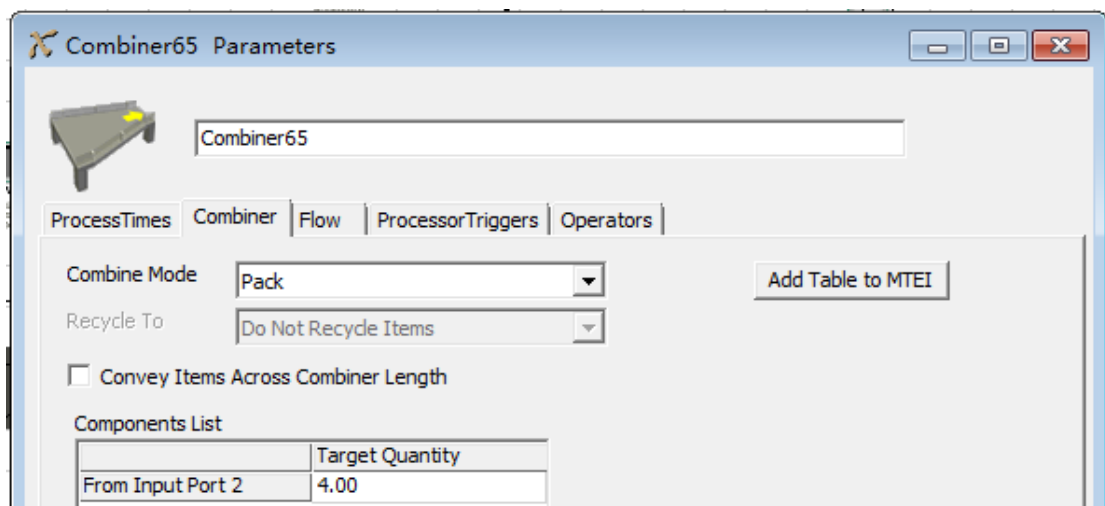 Combiner65 Parameters
Combiner65
ProcessTimes Combiner Flow ProcessorTriggers Operators
Combine Mode Pack Add Table to MTEI
Recycle To Do Not Recycle Items
Convey Items Across Combiner Length
Components List
Target Quantity
From Input Port 2 4.00